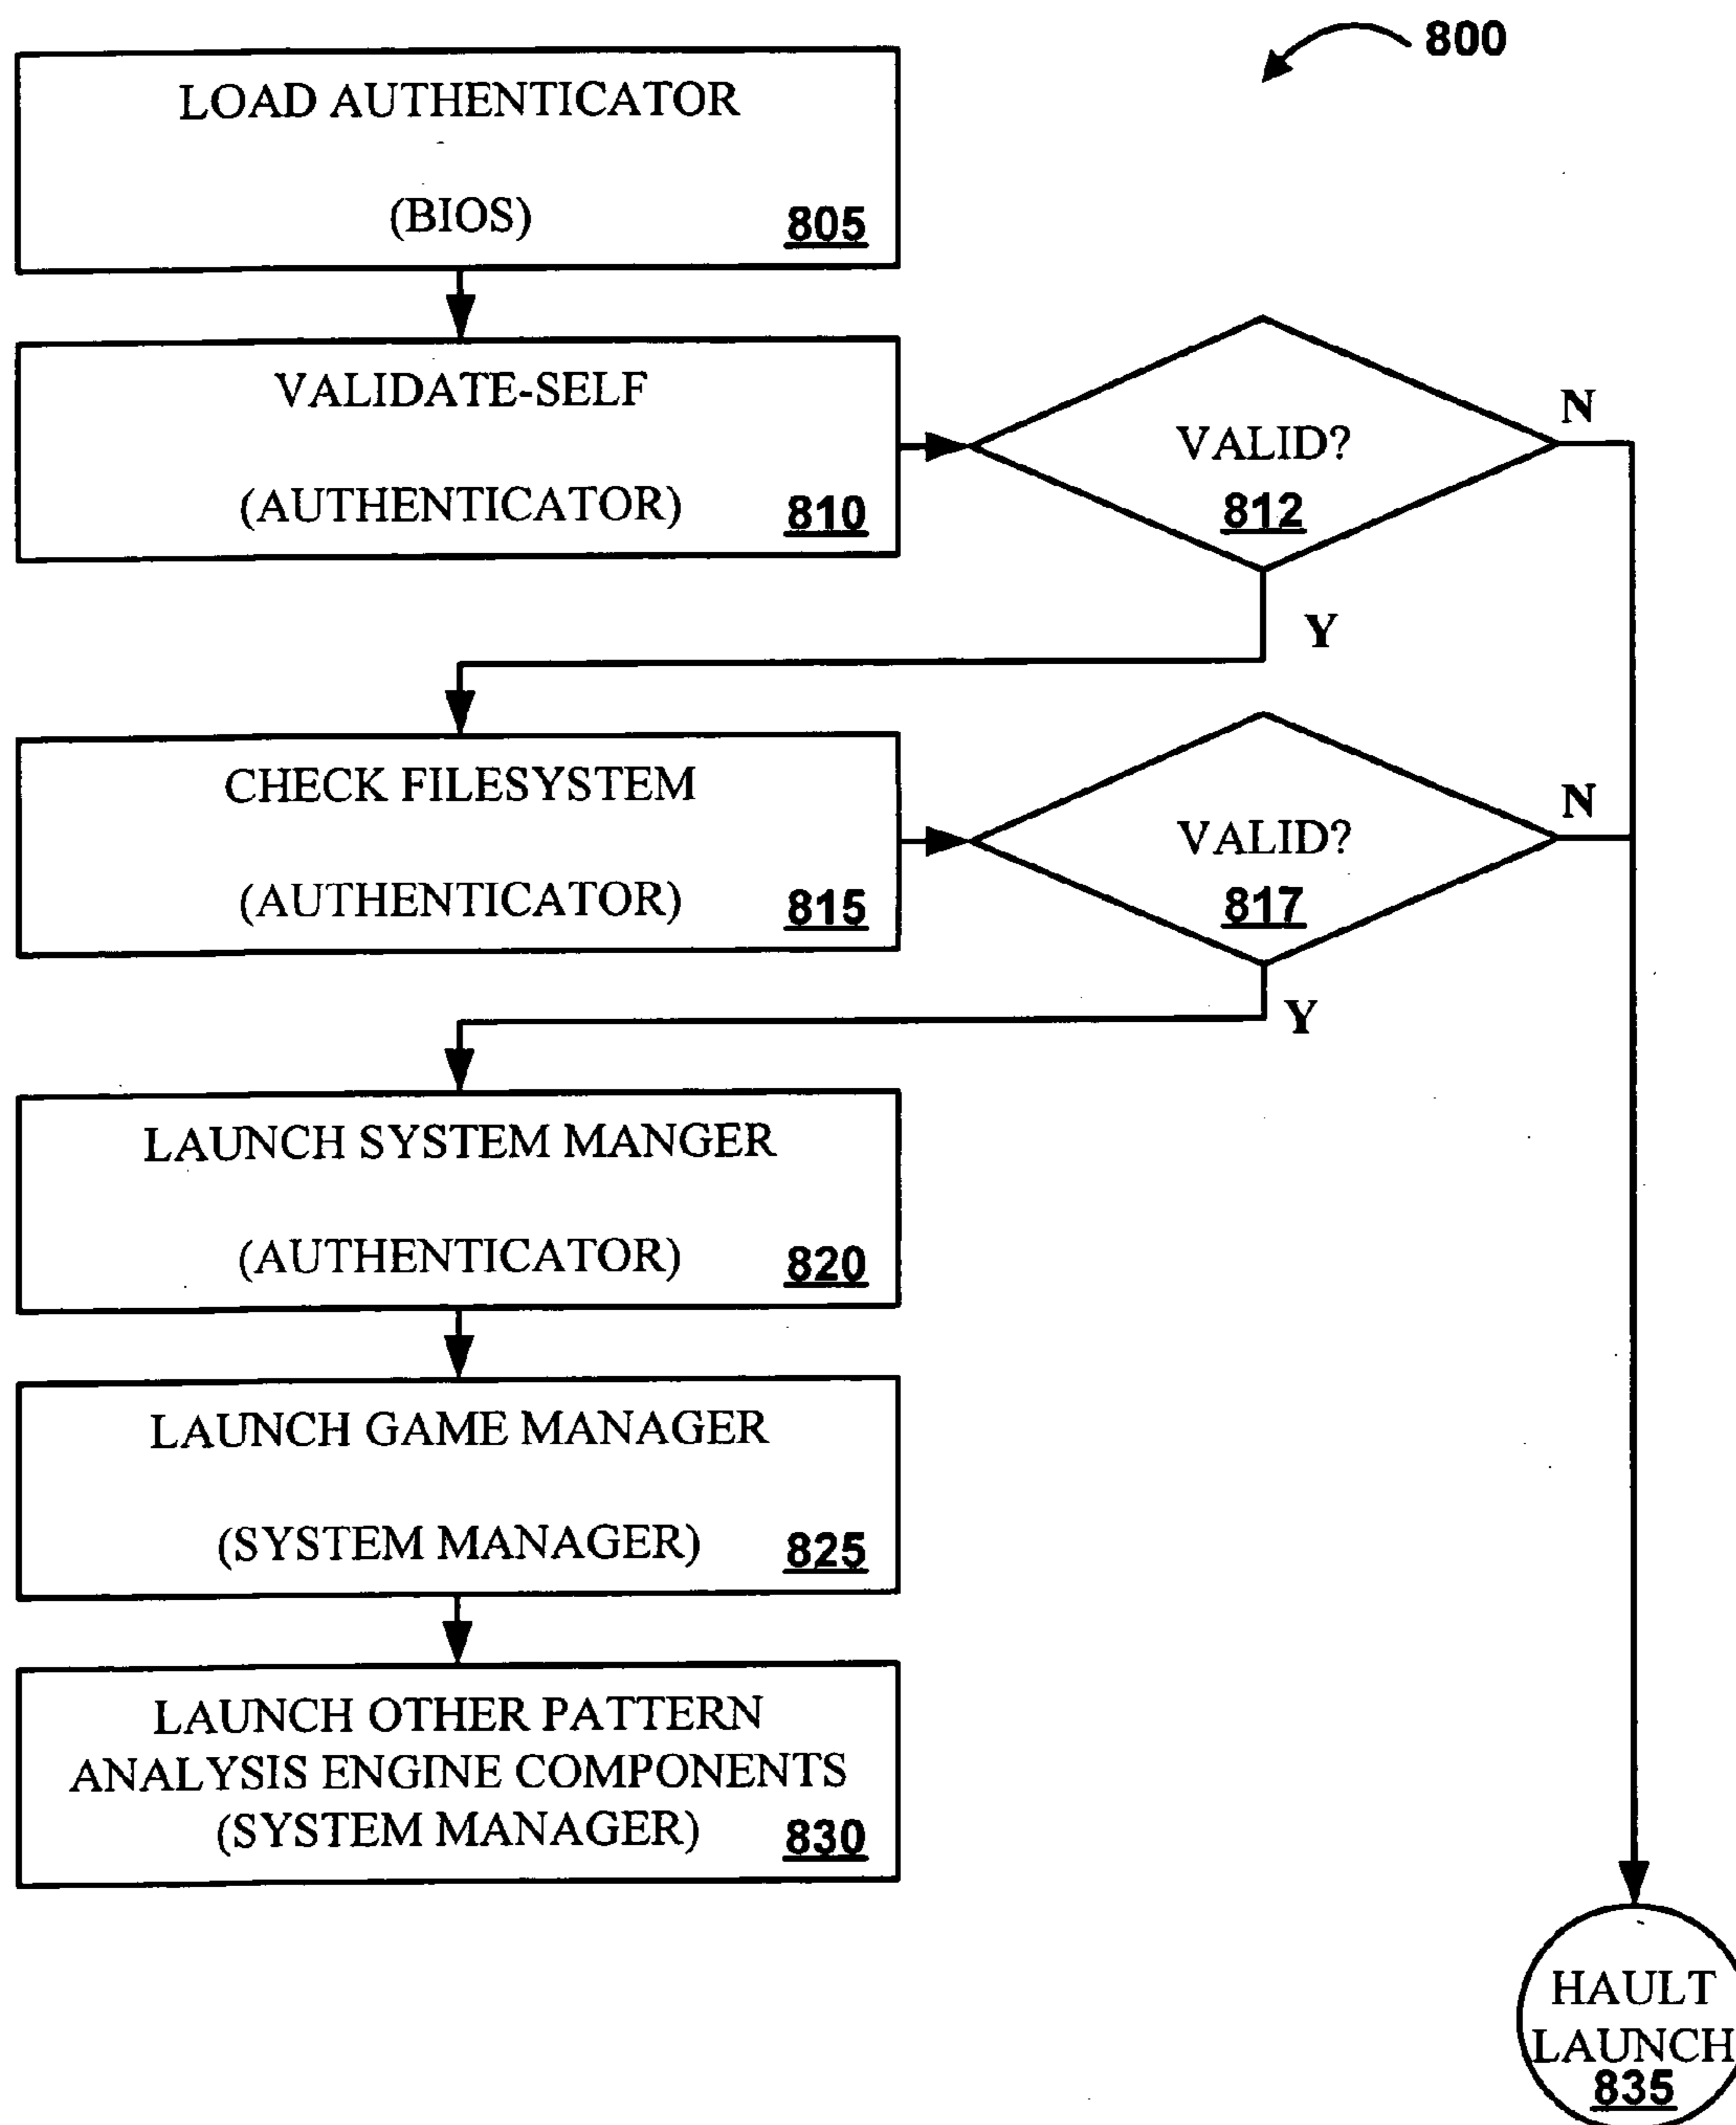 800
LOAD AUTHENTICATOR
(BIOS)
805
VALIDATE-SELF
(AUTHENTICATOR)
810
VALID?
812
N
Y
CHECK FILESYSTEM
(AUTHENTICATOR)
815
VALID?
817
N
Y
LAUNCH SYSTEM MANGER
(AUTHENTICATOR)
820
LAUNCH GAME MANAGER
(SYSTEM MANAGER)
825
LAUNCH OTHER PATTERN
ANALYSIS ENGINE COMPONENTS
(SYSTEM MANAGER)
830
HAULT
LAUNCH
835